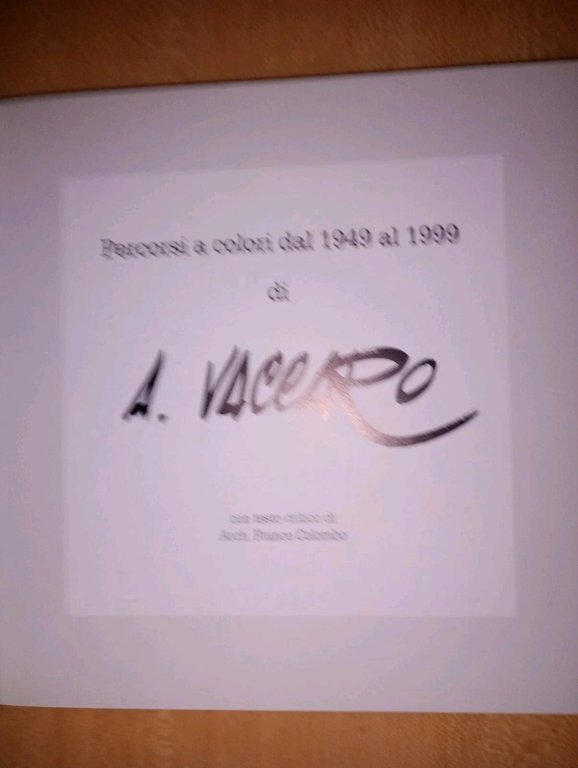 Percorsi a colori dal 1949 al 1999
di
A. VACCARO
con testo critico di
Arch. Franco Colombo